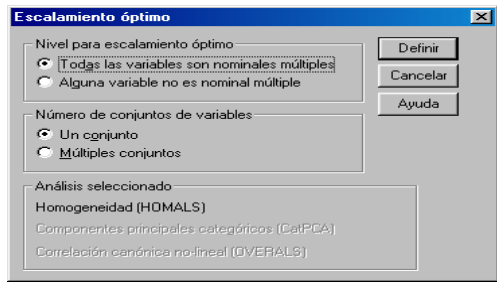 Escalamiento óptimo
Nivel para escalamiento óptimo
Todas las variables son nominales múltiples
Alguna variable no es nominal múltiple
Número de conjuntos de variables
Un conjunto
Múltiples conjuntos
Análisis seleccionado
Homogeneidad (HOMALS)
Componentes principales categóricos (CatPCA)
Correlación canónica no-lineal (OVERALS)
Definir
Cancelar
Ayuda